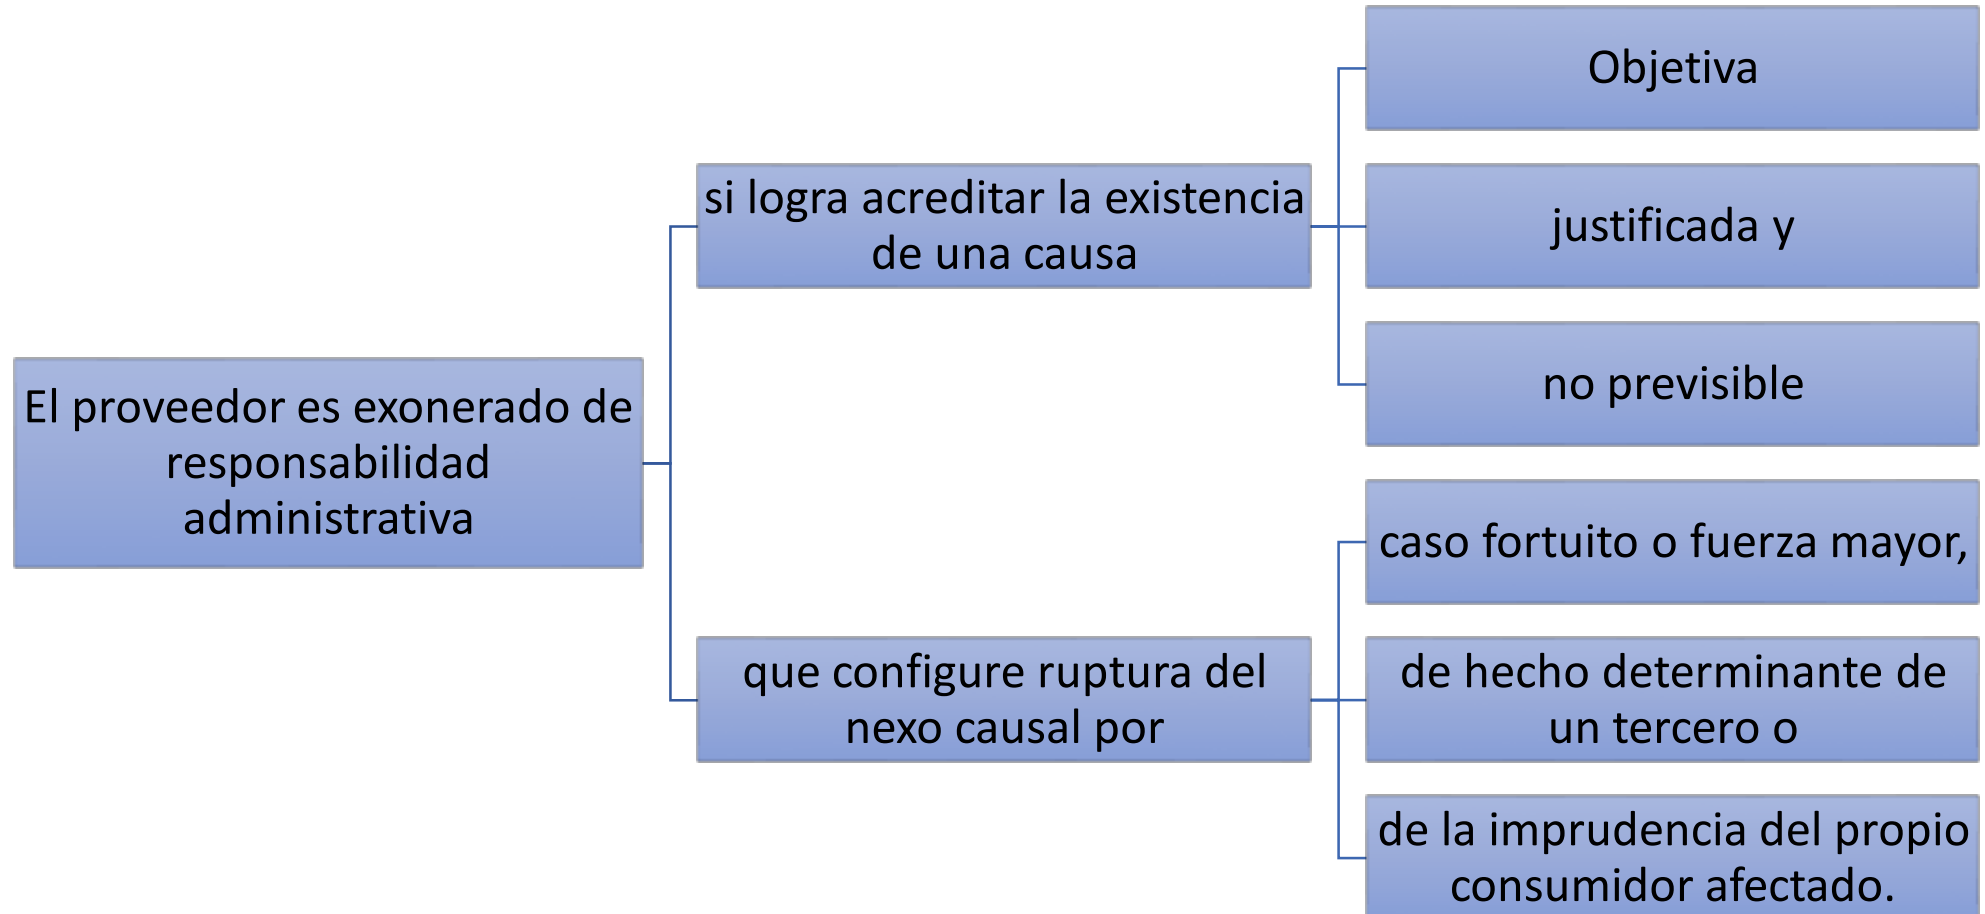 El proveedor es exonerado de
responsabilidad
administrativa
si logra acreditar la existencia
de una causa
Objetiva
justificada y
no previsible
que configure ruptura del
nexo causal por
caso fortuito o fuerza mayor,
de hecho determinante de
un tercero o
de la imprudencia del propio
consumidor afectado.